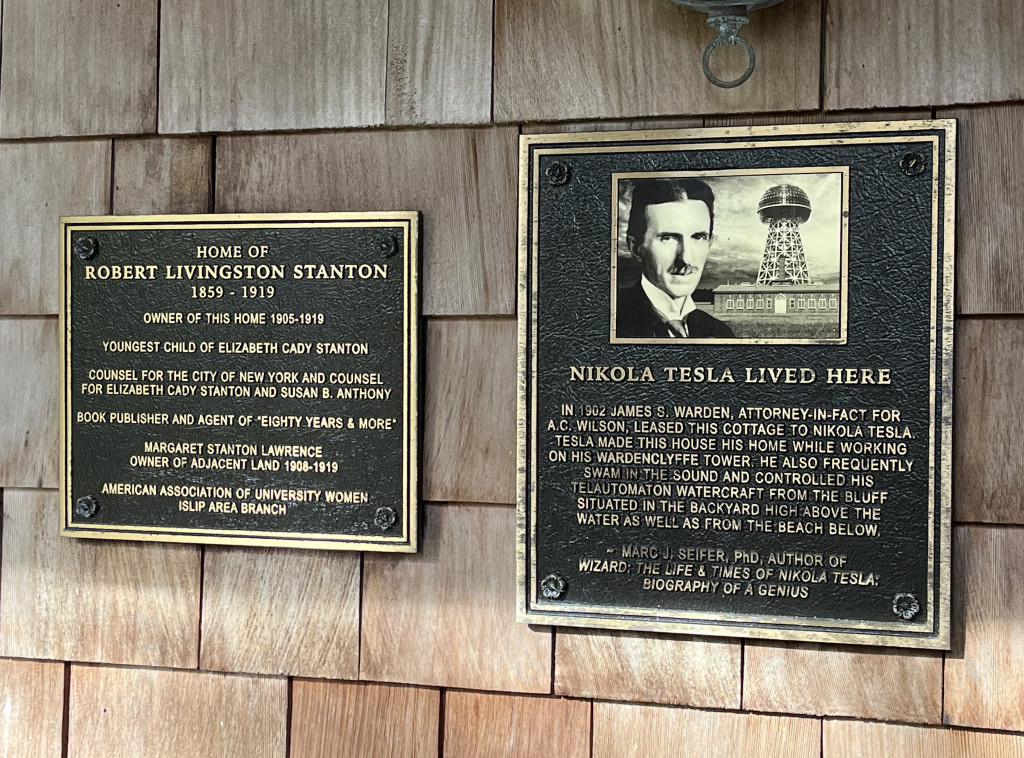 HOME OF
ROBERT LIVINGSTON STANTON
1859 - 1919
OWNER OF THIS HOME 1905-1919
YOUNGEST CHILD OF ELIZABETH CADY STANTON
COUNSEL FOR THE CITY OF NEW YORK AND COUNSEL
FOR ELIZABETH CADY STANTON AND SUSAN B. ANTHONY
BOOK PUBLISHER AND AGENT OF "EIGHTY YEARS & MORE"
MARGARET STANTON LAWRENCE
OWNER OF ADJACENT LAND 1908-1919
AMERICAN ASSOCIATION OF UNIVERSITY WOMEN
ISLIP AREA BRANCH
NIKOLA TESLA LIVED HERE
IN 1902 JAMES S. WARDEN, ATTORNEY-IN-FACT FOR
A.C. WILSON, LEASED THIS COTTAGE TO NIKOLA TESLA.
TESLA MADE THIS HOUSE HIS HOME WHILE WORKING
ON HIS WARDENCLYFFE TOWER. HE ALSO FREQUENTLY
SWAM IN THE SOUND AND CONTROLLED HIS
TELAUTOMATON WATERCRAFT FROM THE BLUFF
SITUATED IN THE BACKYARD HIGH ABOVE THE
WATER AS WELL AS FROM THE BEACH BELOW.
~ MARC J. SEIFER, PhD, AUTHOR OF
WIZARD: THE LIFE & TIMES OF NIKOLA TESLA:
BIOGRAPHY OF A GENIUS